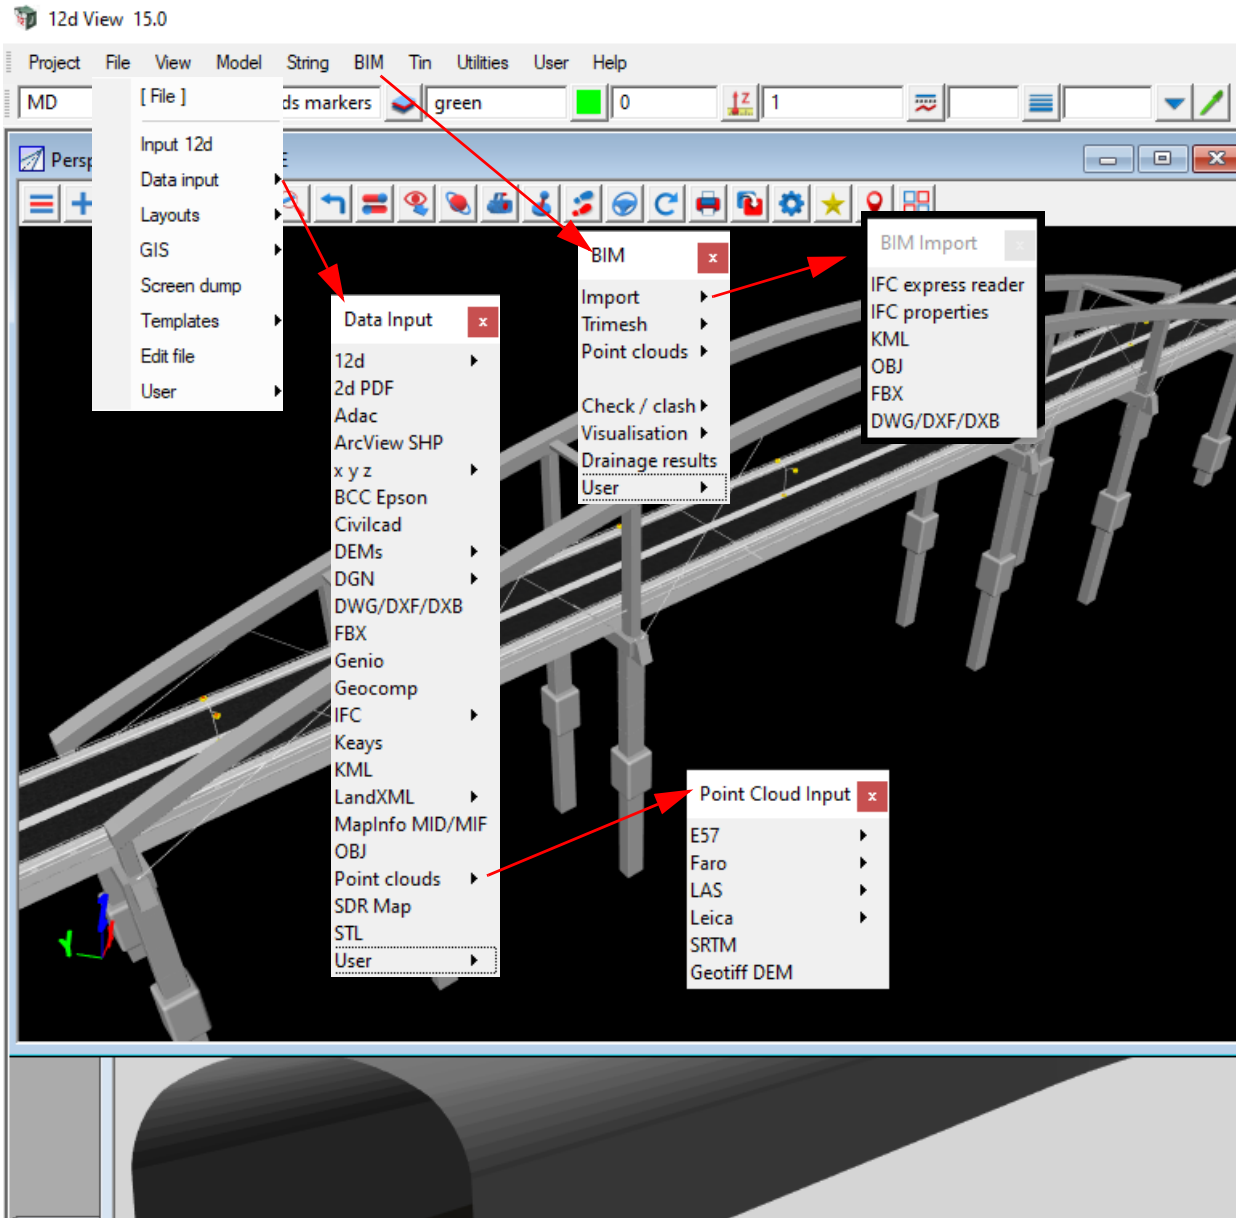 12d View 15.0
Project File View Model String BIM Tin Utilities User Help
MD
ds markers
green
0
1
[ File ]
Input 12d
Data input
Layouts
GIS
Screen dump
Templates
Edit file
User
Persp
E
Data Input
x
12d
2d PDF
Adac
ArcView SHP
x y z
BCC Epson
Civilcad
DEMs
DGN
DWG/DXF/DXB
FBX
Genio
Geocomp
IFC
Keays
KML
LandXML
MapInfo MID/MIF
OBJ
Point clouds
SDR Map
STL
User
BIM
x
Import
Trimesh
Point clouds
Check / clash
Visualisation
Drainage results
User
BIM Import
x
IFC express reader
IFC properties
KML
OBJ
FBX
DWG/DXF/DXB
Point Cloud Input
x
E57
Faro
LAS
Leica
SRTM
Geotiff DEM
Y